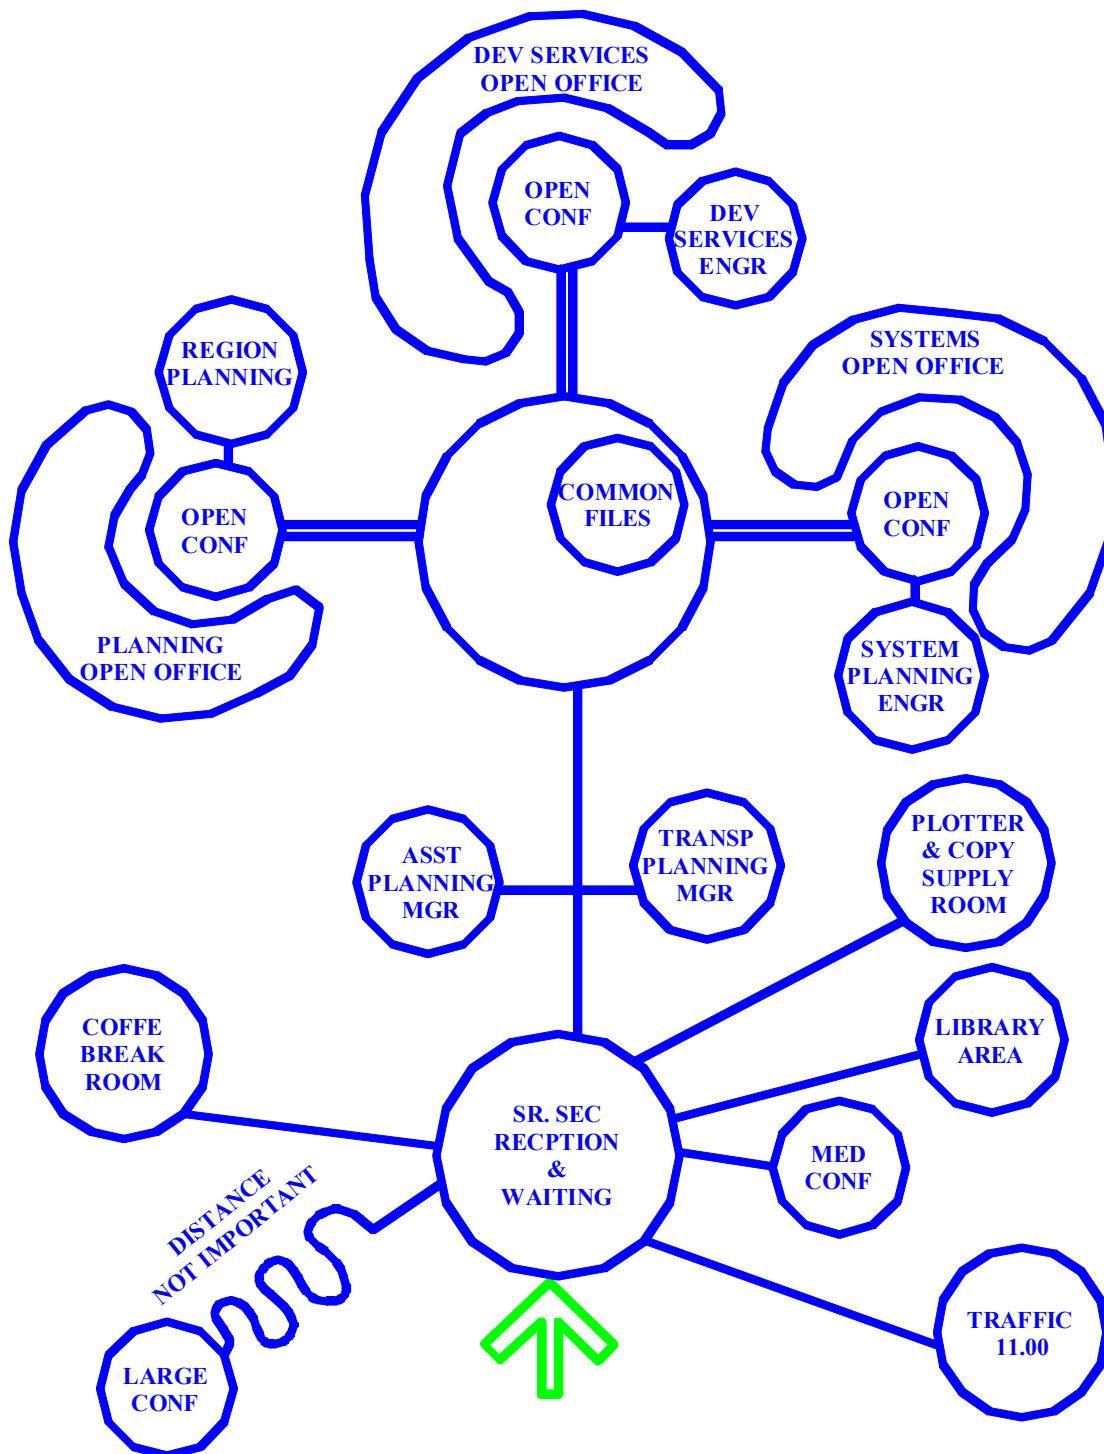 DEV SERVICES
OPEN OFFICE
OPEN
CONF
DEV
SERVICES
ENGR
REGION
PLANNING
SYSTEMS
OPEN OFFICE
COMMON
FILES
OPEN
CONF
OPEN
CONF
PLANNING
OPEN OFFICE
SYSTEM
PLANNING
ENGR
ASST
PLANNING
MGR
TRANSP
PLANNING
MGR
PLOTTER
& COPY
SUPPLY
ROOM
COFFE
BREAK
ROOM
LIBRARY
AREA
SR. SEC
RECPTION
&
WAITING
MED
CONF
DISTANCE
NOT IMPORTANT
TRAFFIC
11.00
LARGE
CONF